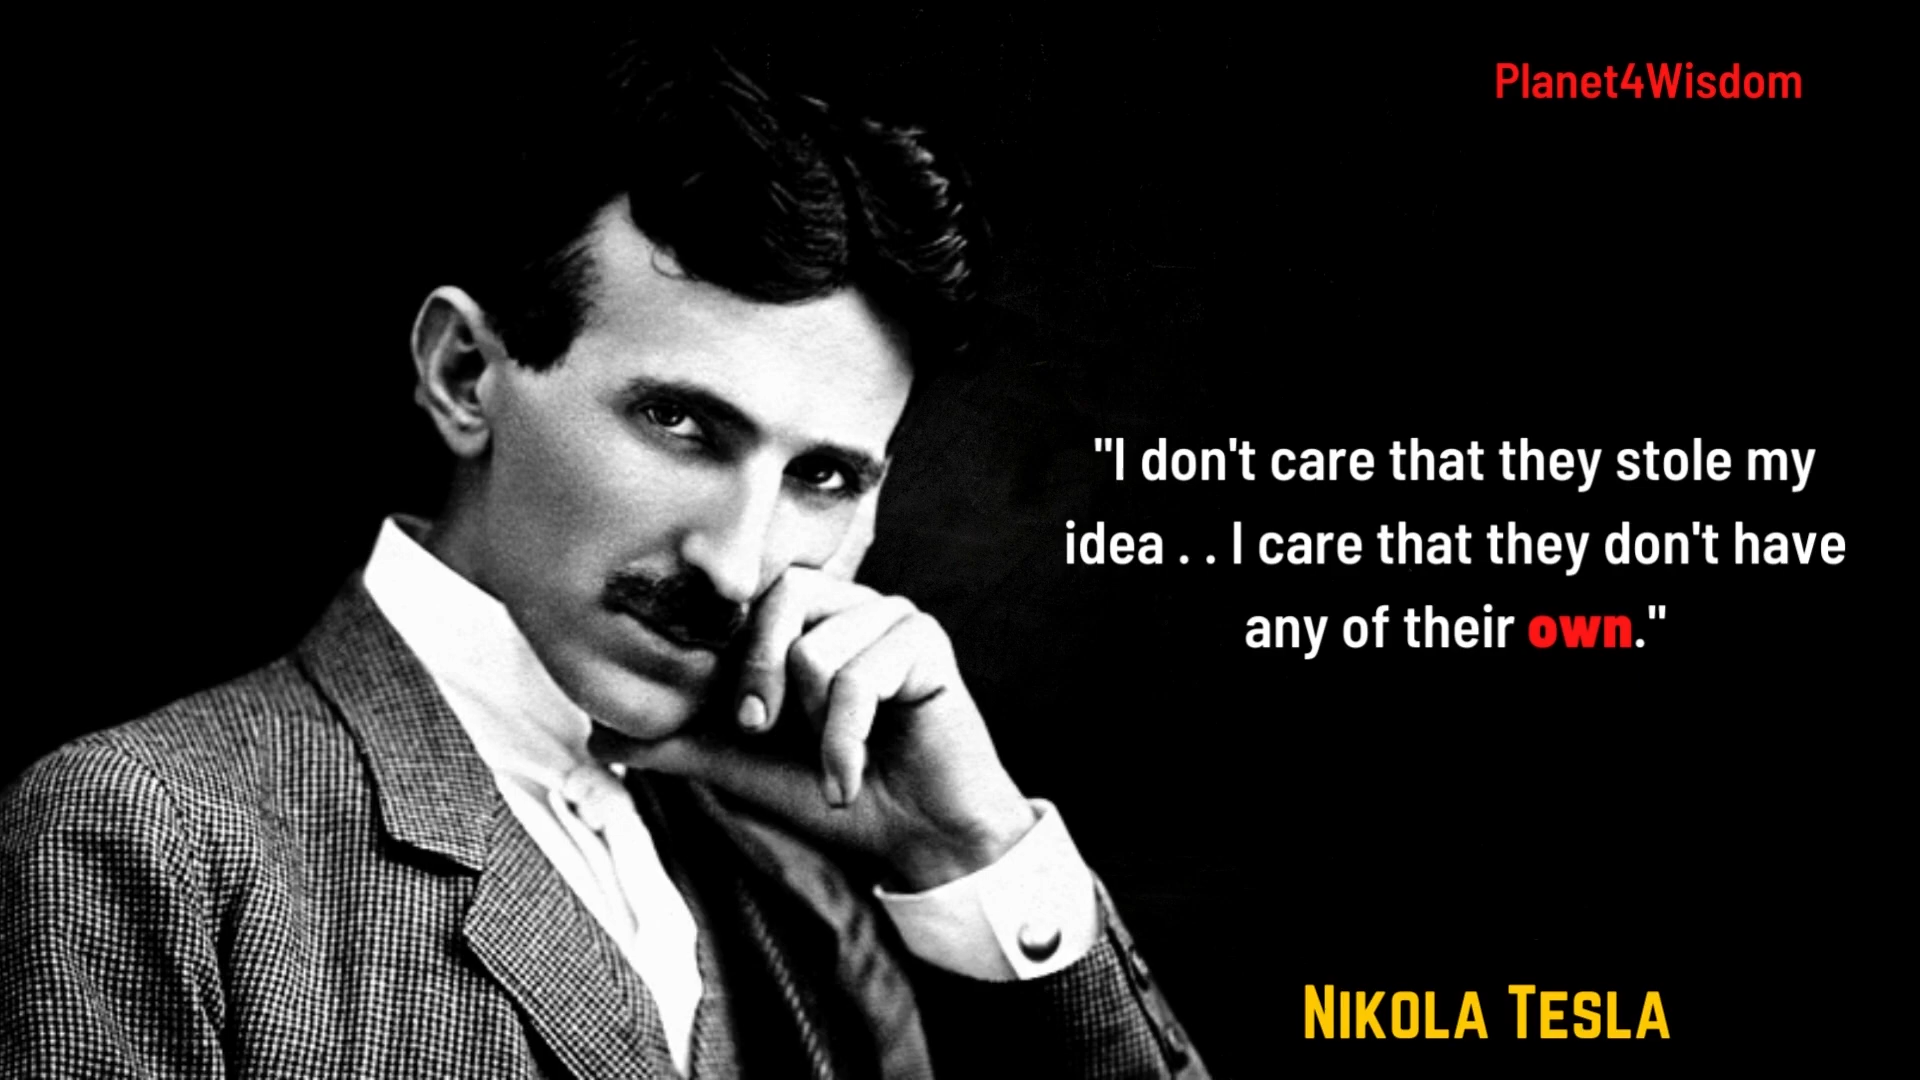 Planet4Wisdom
"I don't care that they stole my
idea . . I care that they don't have
any of their own."
Nikola Tesla